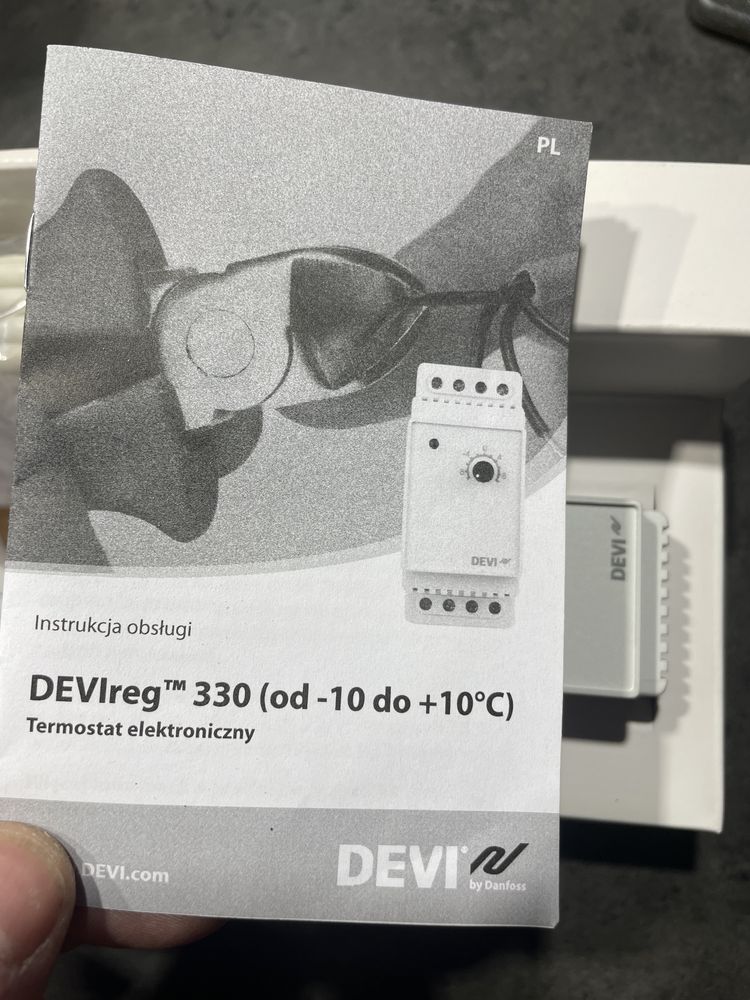 PL
DEVI
DEVI
Instrukcja obsługi
DEVIreg™ 330 (od -10 do +10°C)
Termostat elektroniczny
DEVI.com
DEVI®
by Danfoss